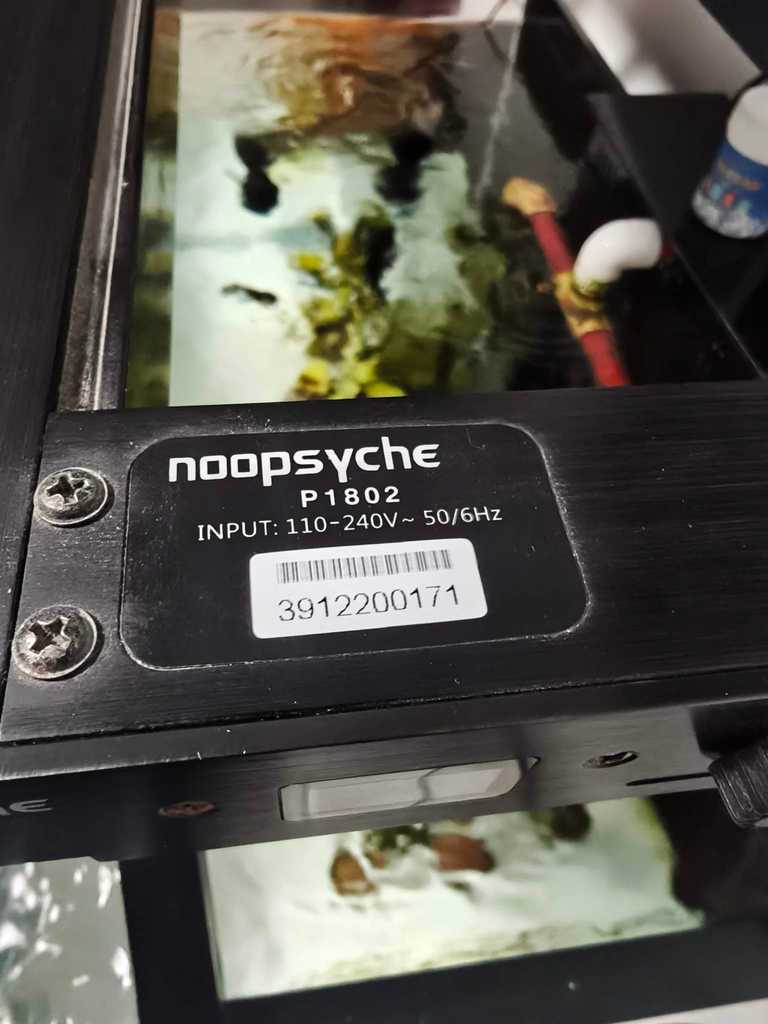 noopsyche
P1802
INPUT: 110-240V~ 50/6Hz
3912200171